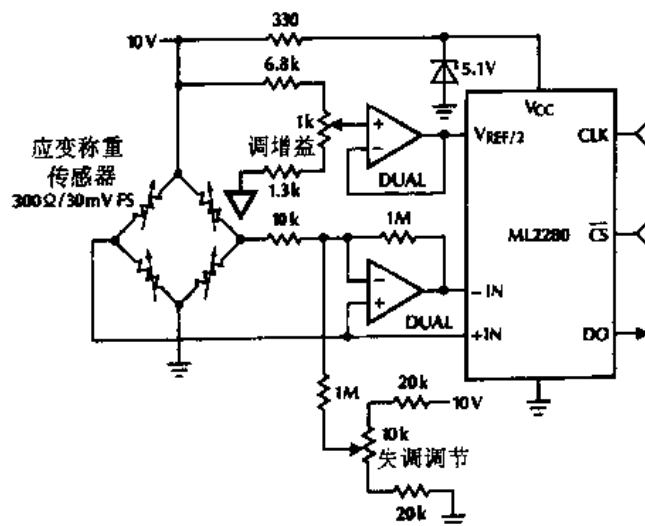 330
10V
6.8k
5.1V
VCC
1k
VREF/2
CLK
应变称重
传感器
300Ω/30mV FS
调增益
1.3k
DUAL
10k
1M
ML2280
CS
-IN
DUAL
+IN
DO
1M
20k
10V
10k
失调调节
20k